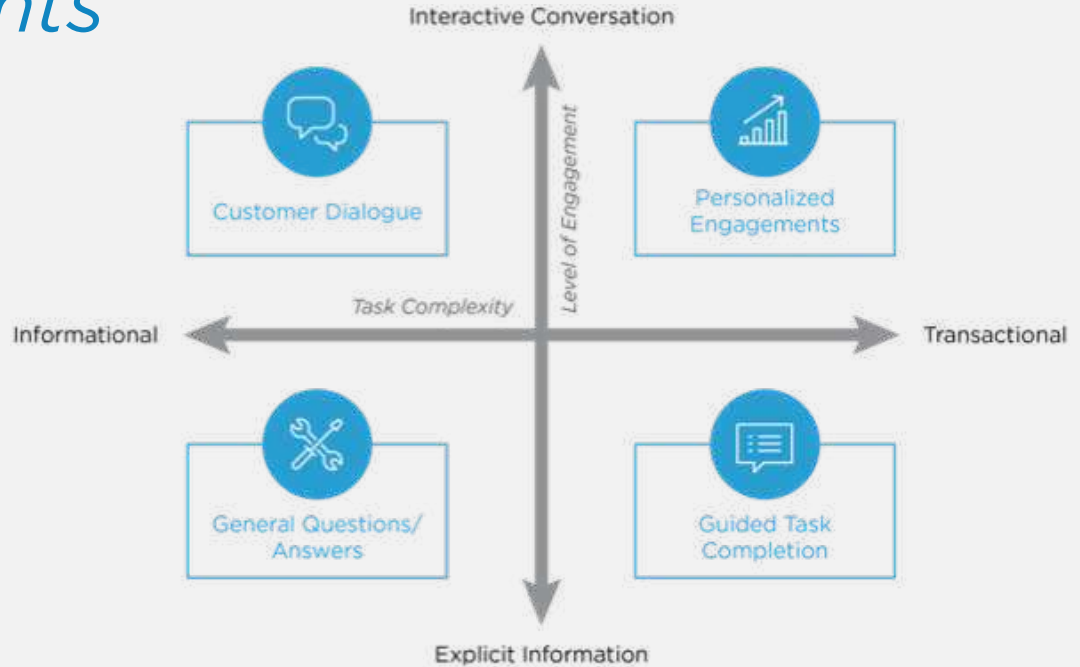 Interactive Conversation
Customer Dialogue
Level of Engagement
Personalized
Engagements
Task Complexity
Informational
Transactional
General Questions/
Answers
Guided Task
Completion
Explicit Information